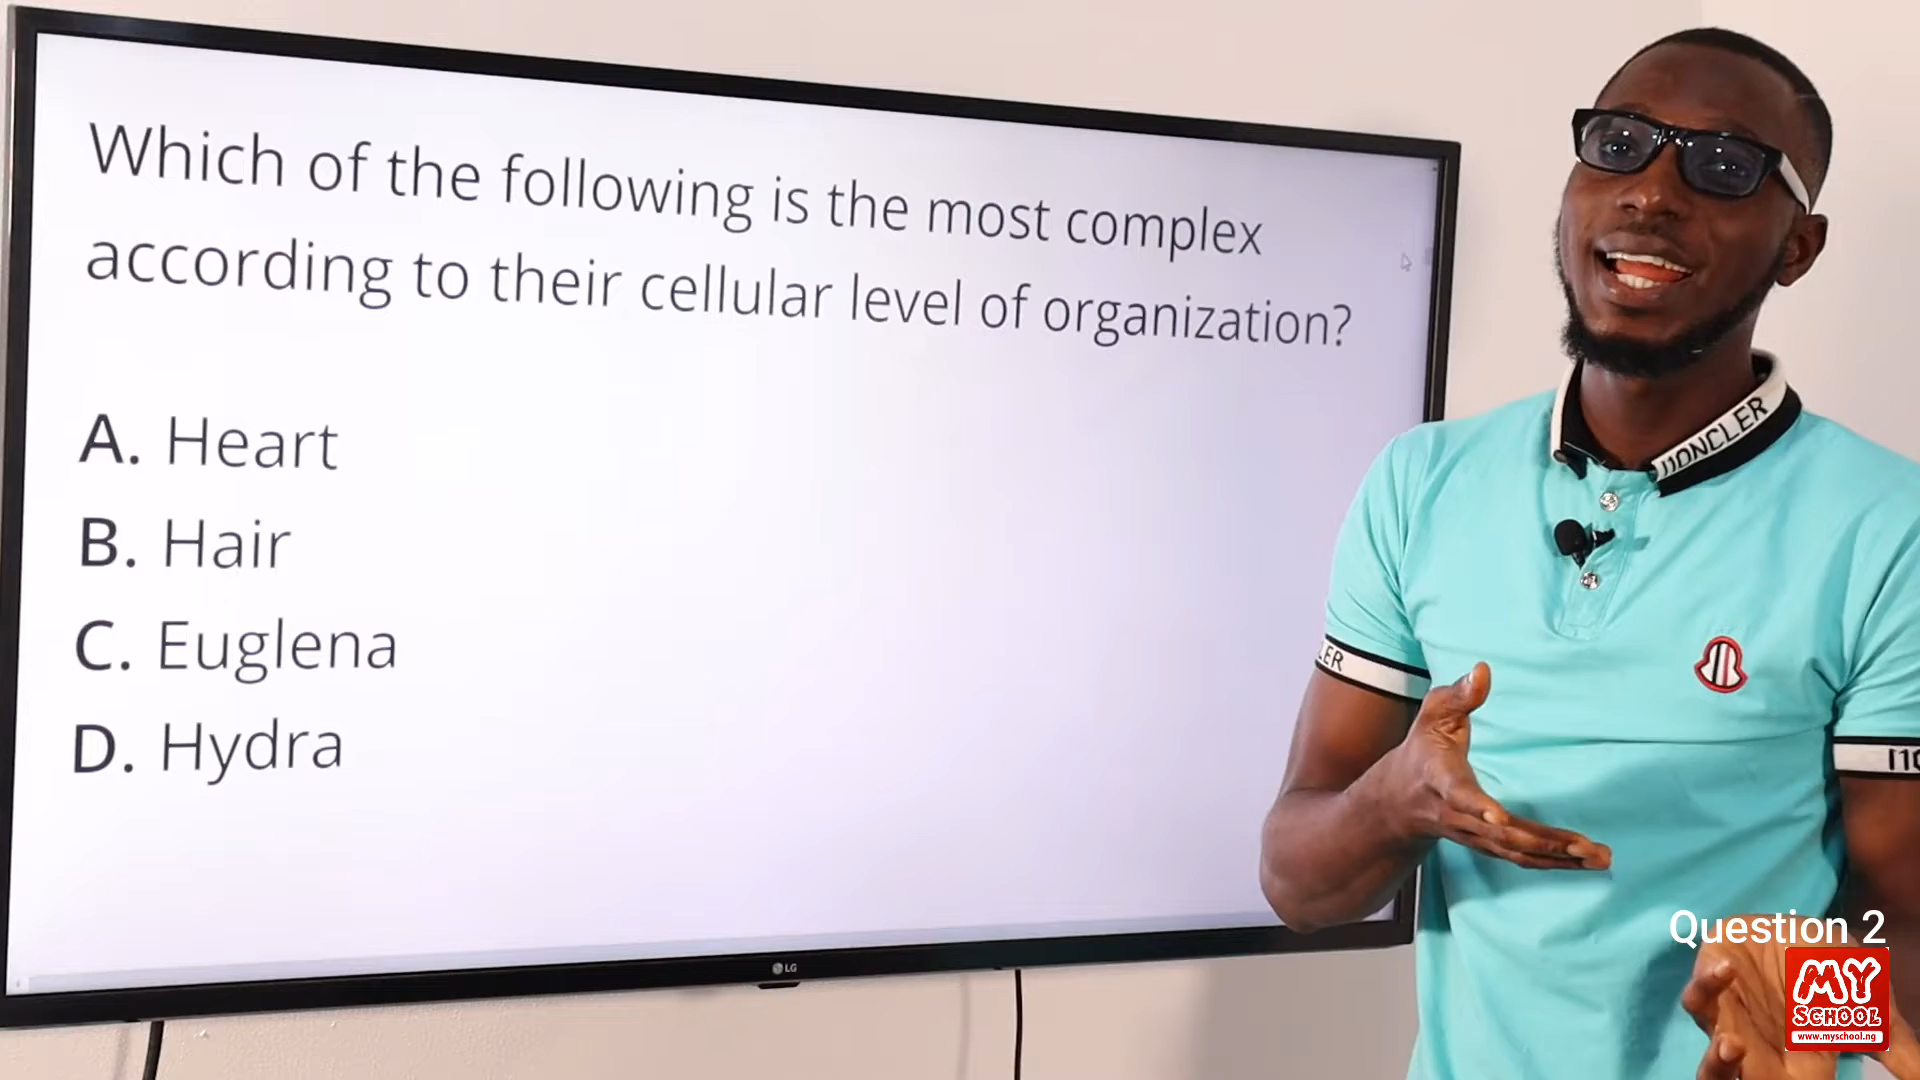 Which of the following is the most complex
according to their cellular level of organization?
A. Heart
B. Hair
C. Euglena
D. Hydra
LG
MONCLER
LER
Question 2
MY
SCHOOL
www.myschool.ng